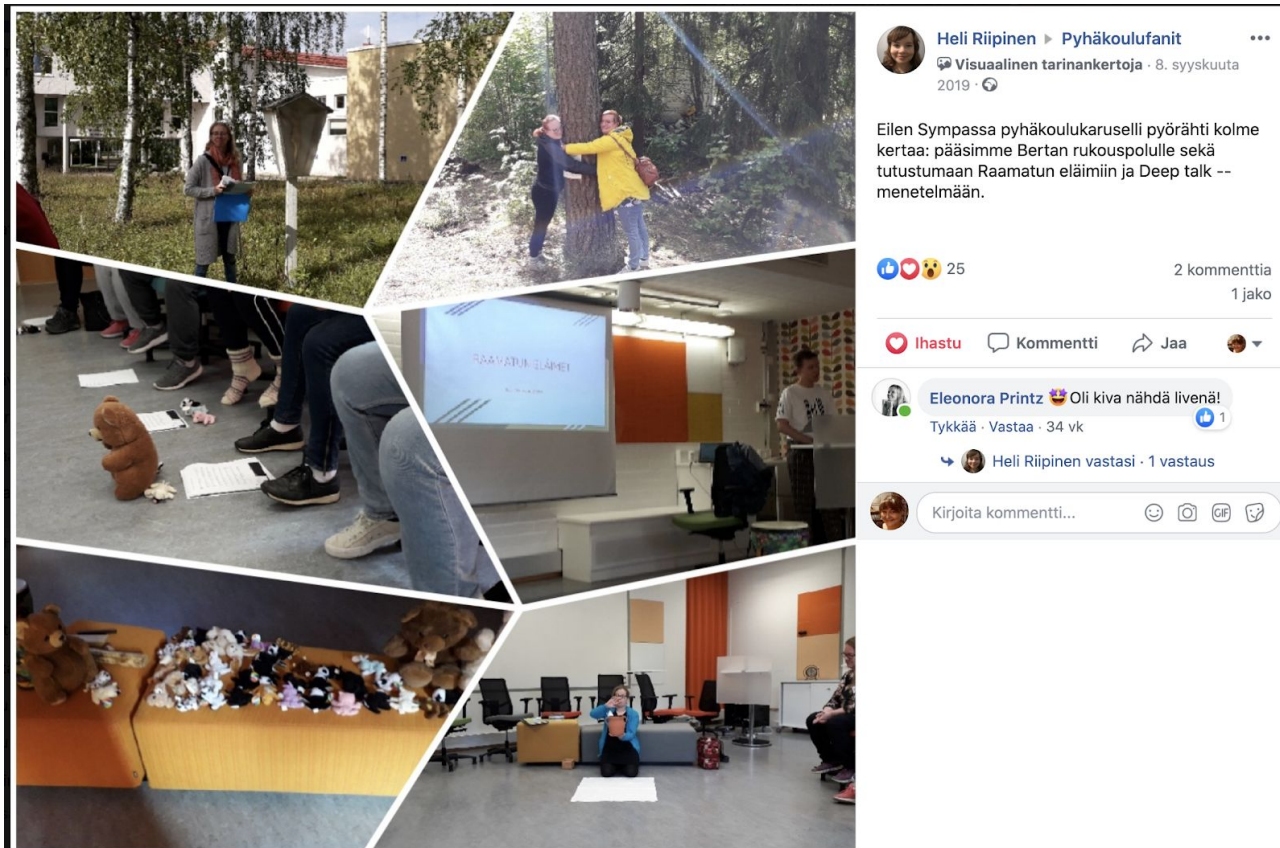 Heli Riipinen ▸ Pyhäkoulufanit
Visuaalinen tarinankertoja · 8. syyskuuta
2019 ·
Eilen Sympassa pyhäkoulukaruselli pyörähti kolme
kertaa: pääsimme Bertan rukouspolulle sekä
tutustumaan Raamatun eläimiin ja Deep talk --
menetelmään.
25
2 kommenttia
1 jako
Ihastu
Kommentti
Jaa
Eleonora Printz 🤩 Oli kiva nähdä livenä!
1
Tykkää · Vastaa · 34 vk
Heli Riipinen vastasi · 1 vastaus
Kirjoita kommentti...
GIF
RAAMATUN ELÄIMET